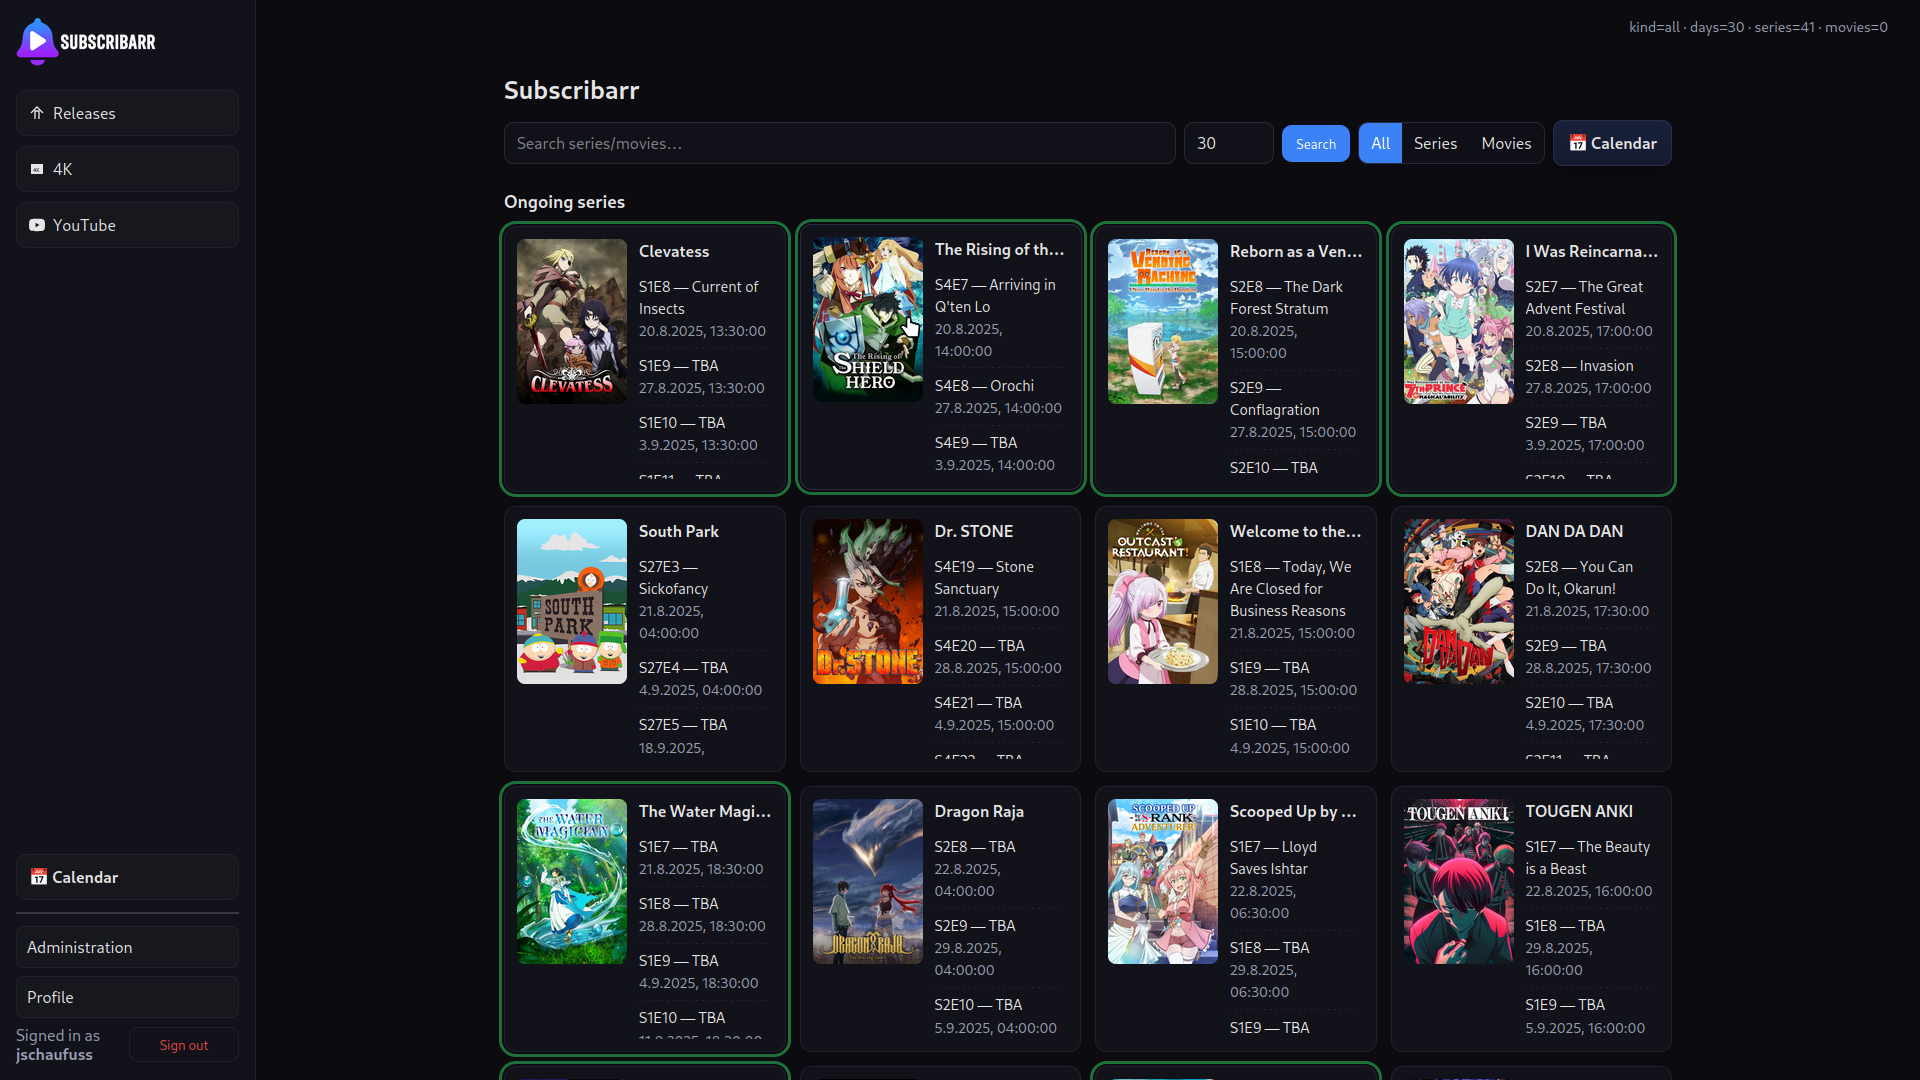 SUBSCRIBARR
Releases
4K
YouTube
Calendar
Administration
Profile
Signed in as
jschaufuss
Sign out
kind=all · days=30 · series=41 · movies=0
Subscribarr
Search series/movies…
30
Search
All
Series
Movies
Calendar
Ongoing series
CLEVATESS
Clevatess
S1E8 — Current of
Insects
20.8.2025, 13:30:00
S1E9 — TBA
27.8.2025, 13:30:00
S1E10 — TBA
3.9.2025, 13:30:00
S1E11 — TBA
The Rising of
SHIELD
HERO
The Rising of th...
S4E7 — Arriving in
Q'ten Lo
20.8.2025,
14:00:00
S4E8 — Orochi
27.8.2025, 14:00:00
S4E9 — TBA
3.9.2025, 14:00:00
REBORN AS A
VENDING
MACHINE
Reborn as a Ven...
S2E8 — The Dark
Forest Stratum
20.8.2025,
15:00:00
S2E9 —
Conflagration
27.8.2025, 15:00:00
S2E10 — TBA
7TH PRINCE
MAGICAL ABILITY
I Was Reincarna...
S2E7 — The Great
Advent Festival
20.8.2025, 17:00:00
S2E8 — Invasion
27.8.2025, 17:00:00
S2E9 — TBA
3.9.2025, 17:00:00
S2E10 — TBA
SOUTH
PARK
South Park
S27E3 —
Sickofancy
21.8.2025,
04:00:00
S27E4 — TBA
4.9.2025, 04:00:00
S27E5 — TBA
18.9.2025,
Dr.STONE
Dr. STONE
S4E19 — Stone
Sanctuary
21.8.2025, 15:00:00
S4E20 — TBA
28.8.2025, 15:00:00
S4E21 — TBA
4.9.2025, 15:00:00
S4E22 — TBA
WELCOME TO THE
OUTCAST'S
RESTAURANT!
Welcome to the...
S1E8 — Today, We
Are Closed for
Business Reasons
21.8.2025, 15:00:00
S1E9 — TBA
28.8.2025, 15:00:00
S1E10 — TBA
4.9.2025, 15:00:00
DAN
DA DAN
DAN DA DAN
S2E8 — You Can
Do It, Okarun!
21.8.2025, 17:30:00
S2E9 — TBA
28.8.2025, 17:30:00
S2E10 — TBA
4.9.2025, 17:30:00
S2E11 — TBA
THE WATER
MAGICIAN
The Water Magi...
S1E7 — TBA
21.8.2025, 18:30:00
S1E8 — TBA
28.8.2025, 18:30:00
S1E9 — TBA
4.9.2025, 18:30:00
S1E10 — TBA
11.9.2025, 18:30:00
DRAGON RAJA
Dragon Raja
S2E8 — TBA
22.8.2025,
04:00:00
S2E9 — TBA
29.8.2025,
04:00:00
S2E10 — TBA
5.9.2025, 04:00:00
SCOOPED UP
S-RANK
ADVENTURER
Scooped Up by ...
S1E7 — Lloyd
Saves Ishtar
22.8.2025,
06:30:00
S1E8 — TBA
29.8.2025,
06:30:00
S1E9 — TBA
TOUGEN ANKI
TOUGEN ANKI
S1E7 — The Beauty
is a Beast
22.8.2025, 16:00:00
S1E8 — TBA
29.8.2025,
16:00:00
S1E9 — TBA
5.9.2025, 16:00:00